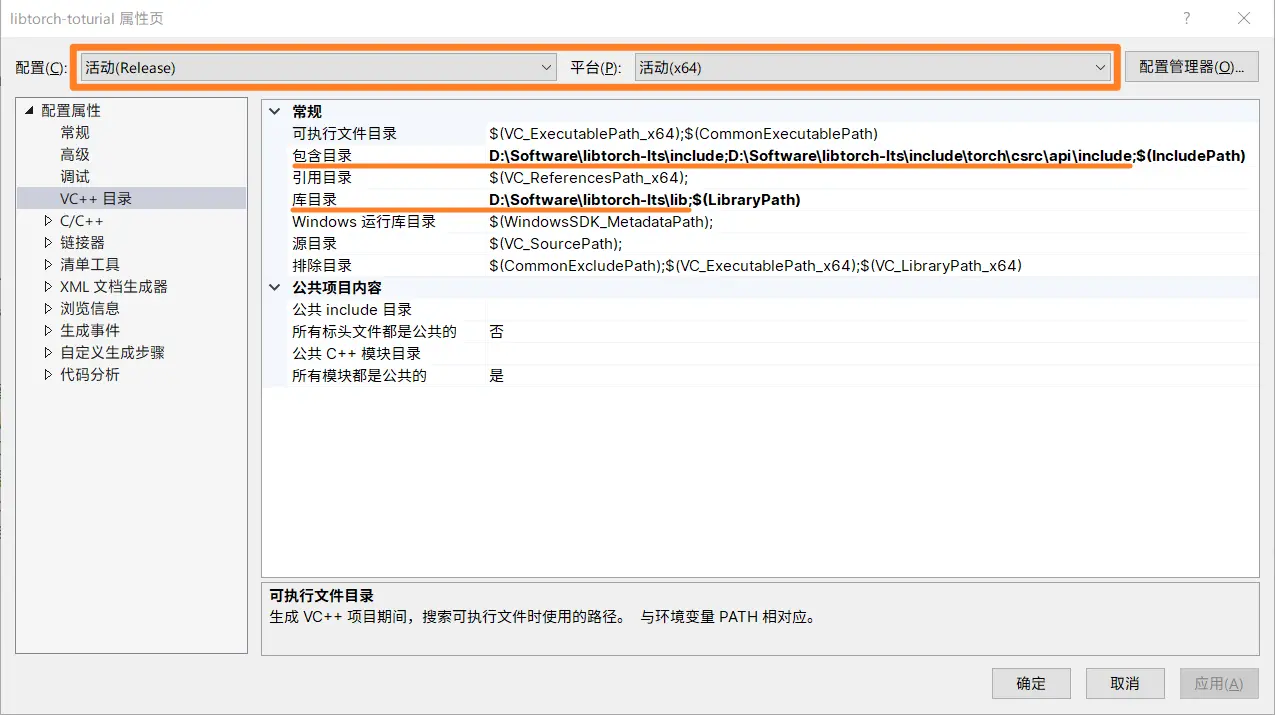 libtorch-toturial 属性页
?
配置(C): 活动(Release) 平台(P): 活动(x64) 配置管理器(O)...
配置属性
常规
高级
调试
VC++ 目录
C/C++
链接器
清单工具
XML 文档生成器
浏览信息
生成事件
自定义生成步骤
代码分析
常规
可执行文件目录 $(VC_ExecutablePath_x64);$(CommonExecutablePath)
包含目录 D:\Software\libtorch-lts\include;D:\Software\libtorch-lts\include\torch\csrc\api\include;$(IncludePath)
引用目录 $(VC_ReferencesPath_x64);
库目录 D:\Software\libtorch-lts\lib;$(LibraryPath)
Windows 运行库目录 $(WindowsSDK_MetadataPath);
源目录 $(VC_SourcePath);
排除目录 $(CommonExcludePath);$(VC_ExecutablePath_x64);$(VC_LibraryPath_x64)
公共项目内容
公共 include 目录
所有标头文件都是公共的 否
公共 C++ 模块目录
所有模块都是公共的 是
可执行文件目录
生成 VC++ 项目期间，搜索可执行文件时使用的路径。 与环境变量 PATH 相对应。
确定 取消 应用(A)